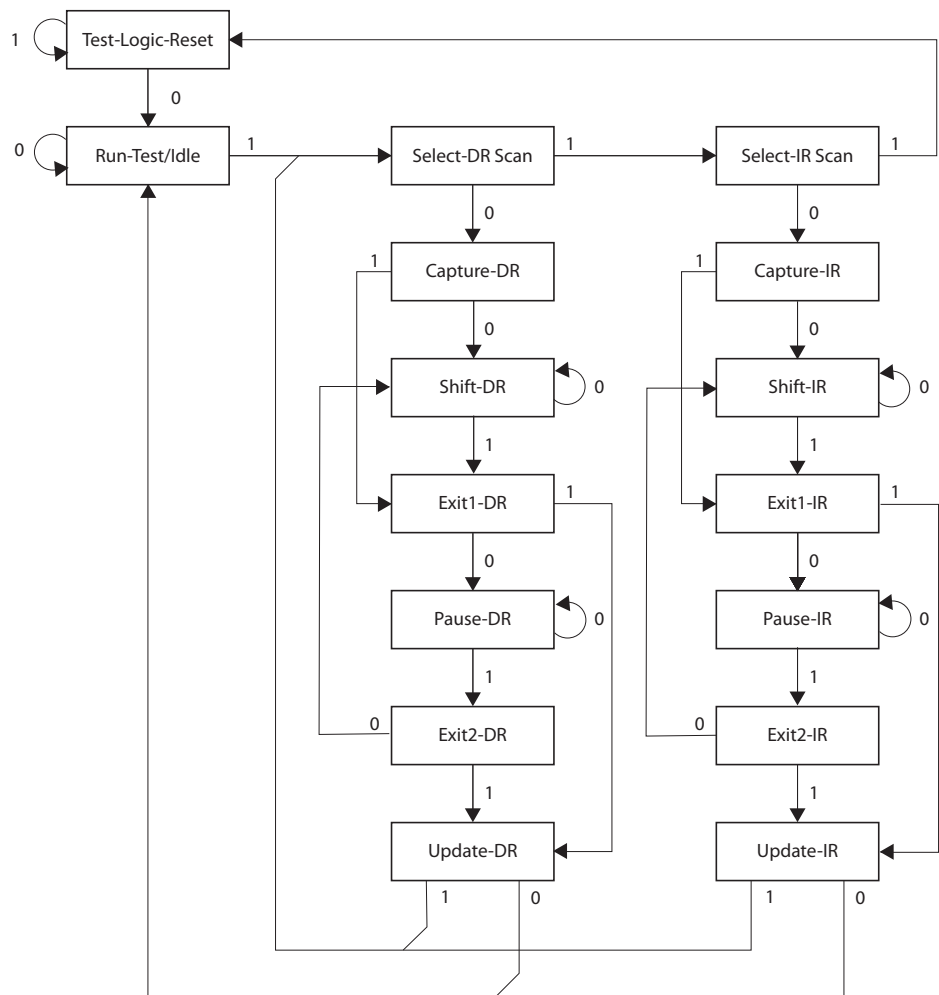 1
Test-Logic-Reset
0
0
Run-Test/Idle
1
Select-DR Scan
1
Select-IR Scan
1
0
0
1
Capture-DR
1
Capture-IR
0
0
Shift-DR
0
Shift-IR
0
1
1
Exit1-DR
1
Exit1-IR
1
0
0
Pause-DR
0
Pause-IR
0
1
1
0
Exit2-DR
0
Exit2-IR
1
1
Update-DR
Update-IR
1
0
1
0